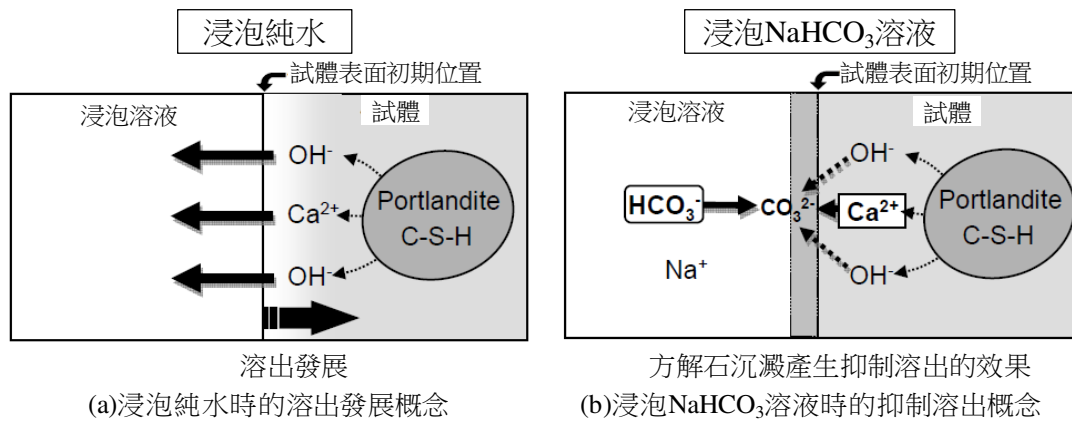 浸泡純水
試體表面初期位置
浸泡溶液
試體
OH⁻
Ca²⁺
OH⁻
Portlandite
C-S-H
溶出發展
(a)浸泡純水時的溶出發展概念
浸泡NaHCO₃溶液
試體表面初期位置
浸泡溶液
試體
OH⁻
HCO₃⁻
CO₃²⁻
Ca²⁺
Na⁺
OH⁻
Portlandite
C-S-H
方解石沉澱產生抑制溶出的效果
(b)浸泡NaHCO₃溶液時的抑制溶出概念